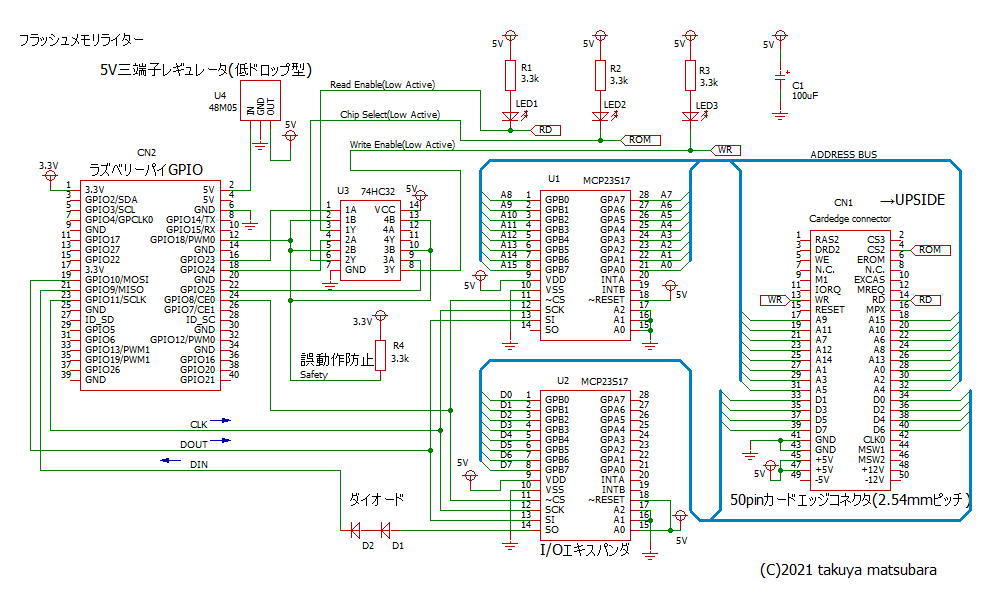 フラッシュメモリライター
5V三端子レギュレータ(低ドロップ型)
U4
48M05
IN
GND
OUT
5V
5V
R1
3.3k
LED1
RD
5V
R2
3.3k
LED2
ROM
5V
R3
3.3k
LED3
WR
5V
C1
100uF
Read Enable(Low Active)
Chip Select(Low Active)
Write Enable(Low Active)
ADDRESS BUS
CN2
ラズベリーパイGPIO
3.3V
1 3.3V 5V 2
3 GPIO2/SDA 5V 4
5 GPIO3/SCL GND 6
7 GPIO4/GPCLK0 GPIO14/TX 8
9 GND GPIO15/RX 10
11 GPIO17 GPIO18/PWM0 12
13 GPIO27 GND 14
15 GPIO22 GPIO23 16
17 3.3V GPIO24 18
19 GPIO10/MOSI GND 20
21 GPIO9/MISO GPIO25 22
23 GPIO11/SCLK GPIO8/CE0 24
25 GND GPIO7/CE1 26
27 ID_SD ID_SC 28
29 GPIO5 GND 30
31 GPIO6 GPIO12/PWM0 32
33 GPIO13/PWM1 GND 34
35 GPIO19/PWM1 GPIO16 36
37 GPIO26 GPIO20 38
39 GND GPIO21 40
U3 74HC32
5V
1 1A VCC 14
2 1B 4B 13
3 1Y 4A 12
4 2A 4Y 11
5 2B 3B 10
6 2Y 3A 9
7 GND 3Y 8
3.3V
R4
3.3k
誤動作防止
Safety
CLK
DOUT
DIN
ダイオード
D2
D1
U1 MCP23S17
A8 1 GPB0 GPA7 28 A7
A9 2 GPB1 GPA6 27 A6
A10 3 GPB2 GPA5 26 A5
A11 4 GPB3 GPA4 25 A4
A12 5 GPB4 GPA3 24 A3
A13 6 GPB5 GPA2 23 A2
A14 7 GPB6 GPA1 22 A1
A15 8 GPB7 GPA0 21 A0
9 VDD INTA 20
10 VSS INTB 19
11 ~CS ~RESET 18
12 SCK A2 17
13 SI A1 16
14 SO A0 15
5V
5V
U2 MCP23S17
D0 1 GPB0 GPA7 28
D1 2 GPB1 GPA6 27
D2 3 GPB2 GPA5 26
D3 4 GPB3 GPA4 25
D4 5 GPB4 GPA3 24
D5 6 GPB5 GPA2 23
D6 7 GPB6 GPA1 22
D7 8 GPB7 GPA0 21
9 VDD INTA 20
10 VSS INTB 19
11 ~CS ~RESET 18
12 SCK A2 17
13 SI A1 16
14 SO A0 15
5V
5V
I/Oエキスパンダ
→UPSIDE
CN1
Cardedge connector
1 RAS2 CS3 2
3 DRD2 CS2 4 ROM
5 WE EROM 6
7 N.C. N.C. 8
9 M1 EXCAS 10
11 IORQ MREQ 12
WR 13 WR RD 14 RD
15 RESET MPX 16
17 A9 A15 18
19 A11 A10 20
21 A7 A6 22
23 A12 A8 24
25 A14 A13 26
27 A1 A0 28
29 A3 A2 30
31 A5 A4 32
33 D1 D0 34
35 D3 D2 36
37 D5 D4 38
39 D7 D6 40
41 GND CLK0 42
43 GND MSW1 44
45 +5V MSW2 46
47 +5V +12V 48
49 -5V -12V 50
5V
50pinカードエッジコネクタ(2.54mmピッチ)
(C)2021 takuya matsubara